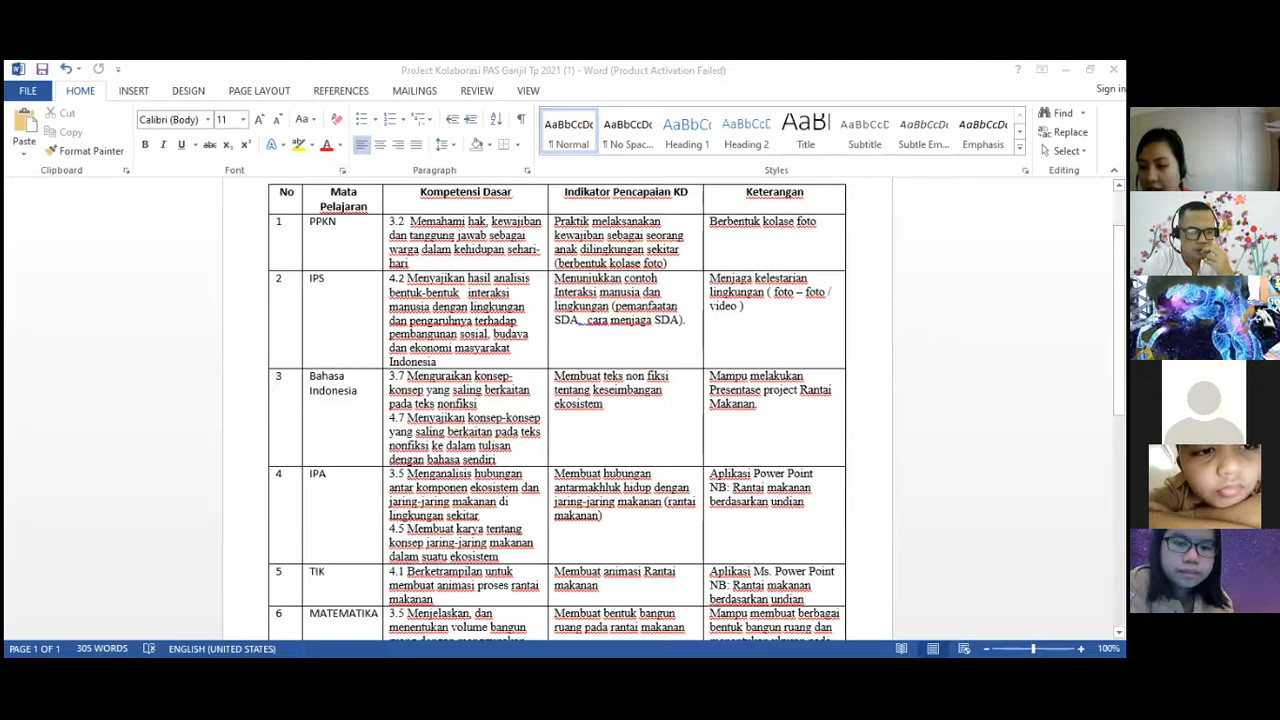 Project Kolaborasi PAS Ganjil Tp 2021 (1) - Word (Product Activation Failed)
FILE HOME INSERT DESIGN PAGE LAYOUT REFERENCES MAILINGS REVIEW VIEW Sign in
Paste
Cut
Copy
Format Painter
Clipboard
Calibri (Body) 11
Font
Paragraph
AaBbCcDc AaBbCcDc AaBbCc AaBbCcD AaBl AaBbCcD AaBbCcDc AaBbCcDc
¶ Normal ¶ No Spac... Heading 1 Heading 2 Title Subtitle Subtle Em... Emphasis
Styles
Find
Replace
Select
Editing
No
Mata
Pelajaran
Kompetensi Dasar
Indikator Pencapaian KD
Keterangan
1
PPKN
3.2 Memahami hak, kewajiban
dan tanggung jawab sebagai
warga dalam kehidupan sehari-
hari
Praktik melaksanakan
kewajiban sebagai seorang
anak dilingkungan sekitar
(berbentuk kolase foto)
Berbentuk kolase foto
2
IPS
4.2 Menyajikan hasil analisis
bentuk-bentuk interaksi
manusia dengan lingkungan
dan pengaruhnya terhadap
pembangunan sosial, budaya
dan ekonomi masyarakat
Indonesia
Menunjukkan contoh
Interaksi manusia dan
lingkungan (pemanfaatan
SDA, cara menjaga SDA).
Menjaga kelestarian
lingkungan ( foto – foto /
video )
3
Bahasa
Indonesia
3.7 Menguraikan konsep-
konsep yang saling berkaitan
pada teks nonfiksi
4.7 Menyajikan konsep-konsep
yang saling berkaitan pada teks
nonfiksi ke dalam tulisan
dengan bahasa sendiri
Membuat teks non fiksi
tentang keseimbangan
ekosistem
Mampu melakukan
Presentase project Rantai
Makanan.
4
IPA
3.5 Menganalisis hubungan
antar komponen ekosistem dan
jaring-jaring makanan di
lingkungan sekitar
4.5 Membuat karya tentang
konsep jaring-jaring makanan
dalam suatu ekosistem
Membuat hubungan
antarmakhluk hidup dengan
jaring-jaring makanan (rantai
makanan)
Aplikasi Power Point
NB: Rantai makanan
berdasarkan undian
5
TIK
4.1 Berketrampilan untuk
membuat animasi proses rantai
makanan
Membuat animasi Rantai
makanan
Aplikasi Ms. Power Point
NB: Rantai makanan
berdasarkan undian
6
MATEMATIKA
3.5 Menjelaskan, dan
menentukan volume bangun
Membuat bentuk bangun
ruang pada rantai makanan
Mampu membuat berbagai
bentuk bangun ruang dan
PAGE 1 OF 1 305 WORDS ENGLISH (UNITED STATES) 100%